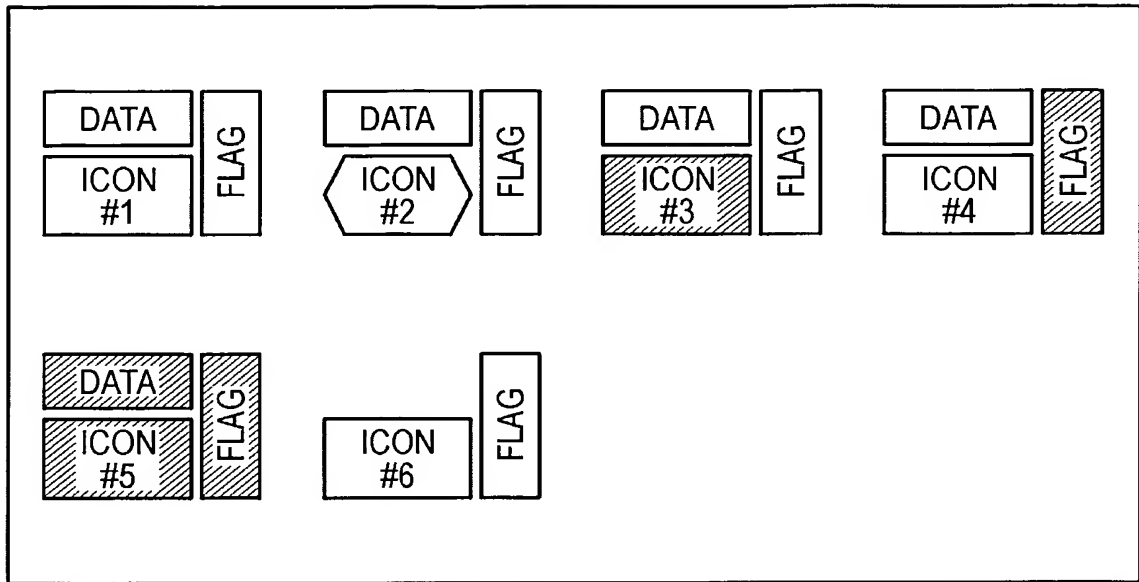 DATA
ICON
#1
FLAG
DATA
ICON
#2
FLAG
DATA
ICON
#3
FLAG
DATA
ICON
#4
FLAG
DATA
ICON
#5
FLAG
ICON
#6
FLAG